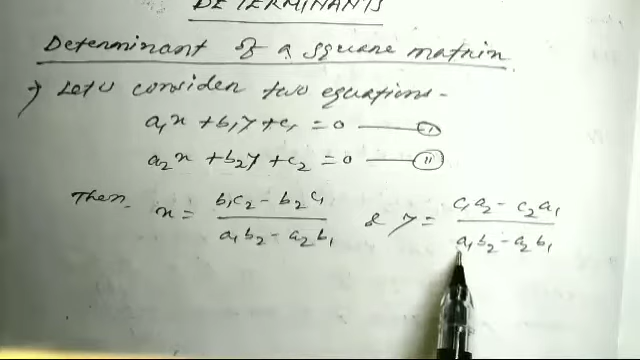 DETERMINANTS
Determinant of a square matrix
→ Let us consider two equations-
a₁x + b₁y + c₁ = 0 —— (I)
a₂x + b₂y + c₂ = 0 —— (II)
Then, x = (b₁c₂ - b₂c₁)/(a₁b₂ - a₂b₁) & y = (c₁a₂ - c₂a₁)/(a₁b₂ - a₂b₁)